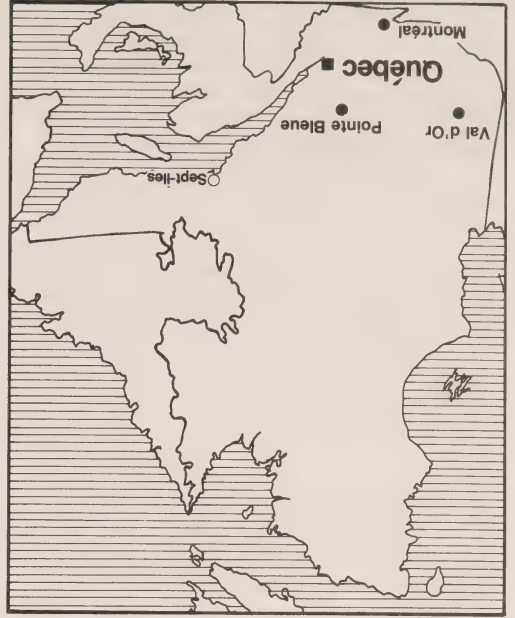 Sept-Iles
Val d'Or
Pointe Bleue
Québec
Montréal